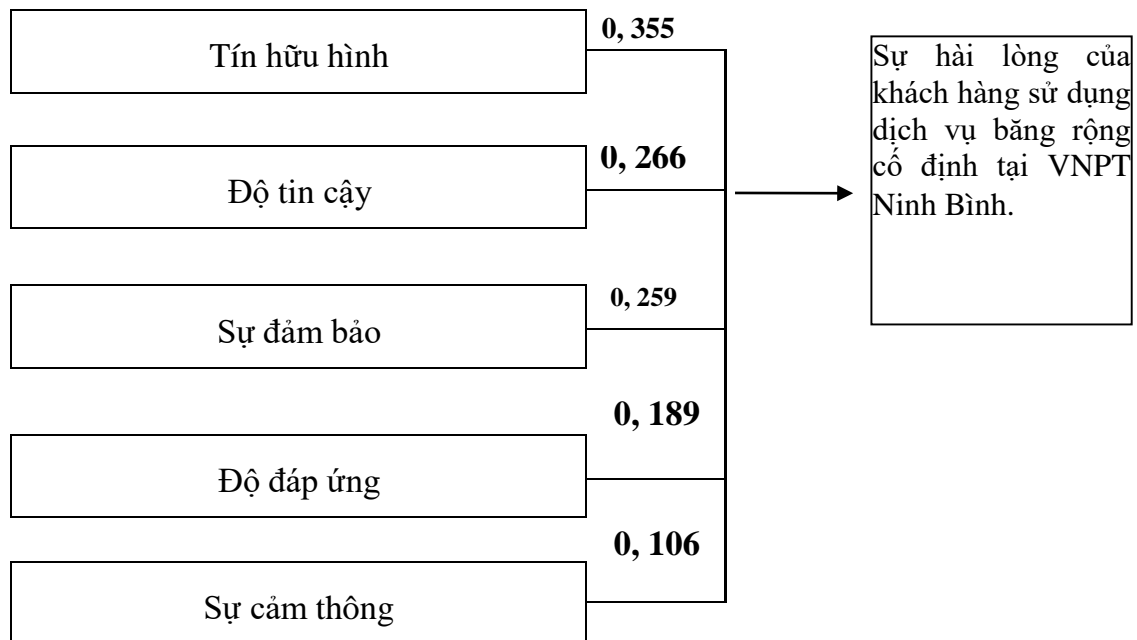 Tín hữu hình
0, 355
Độ tin cậy
0, 266
Sự đảm bảo
0, 259
Độ đáp ứng
0, 189
Sự cảm thông
0, 106
Sự hài lòng của
khách hàng sử dụng
dịch vụ băng rộng
cố định tại VNPT
Ninh Bình.